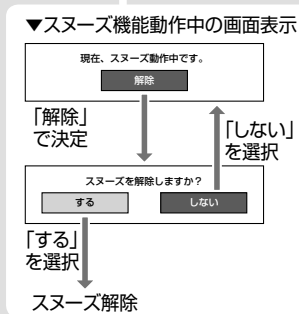 ▼スヌーズ機能動作中の画面表示
現在、スヌーズ動作中です。
解除
「解除」
で決定
「しない」
を選択
スヌーズを解除しますか？
する
しない
「する」
を選択
スヌーズ解除